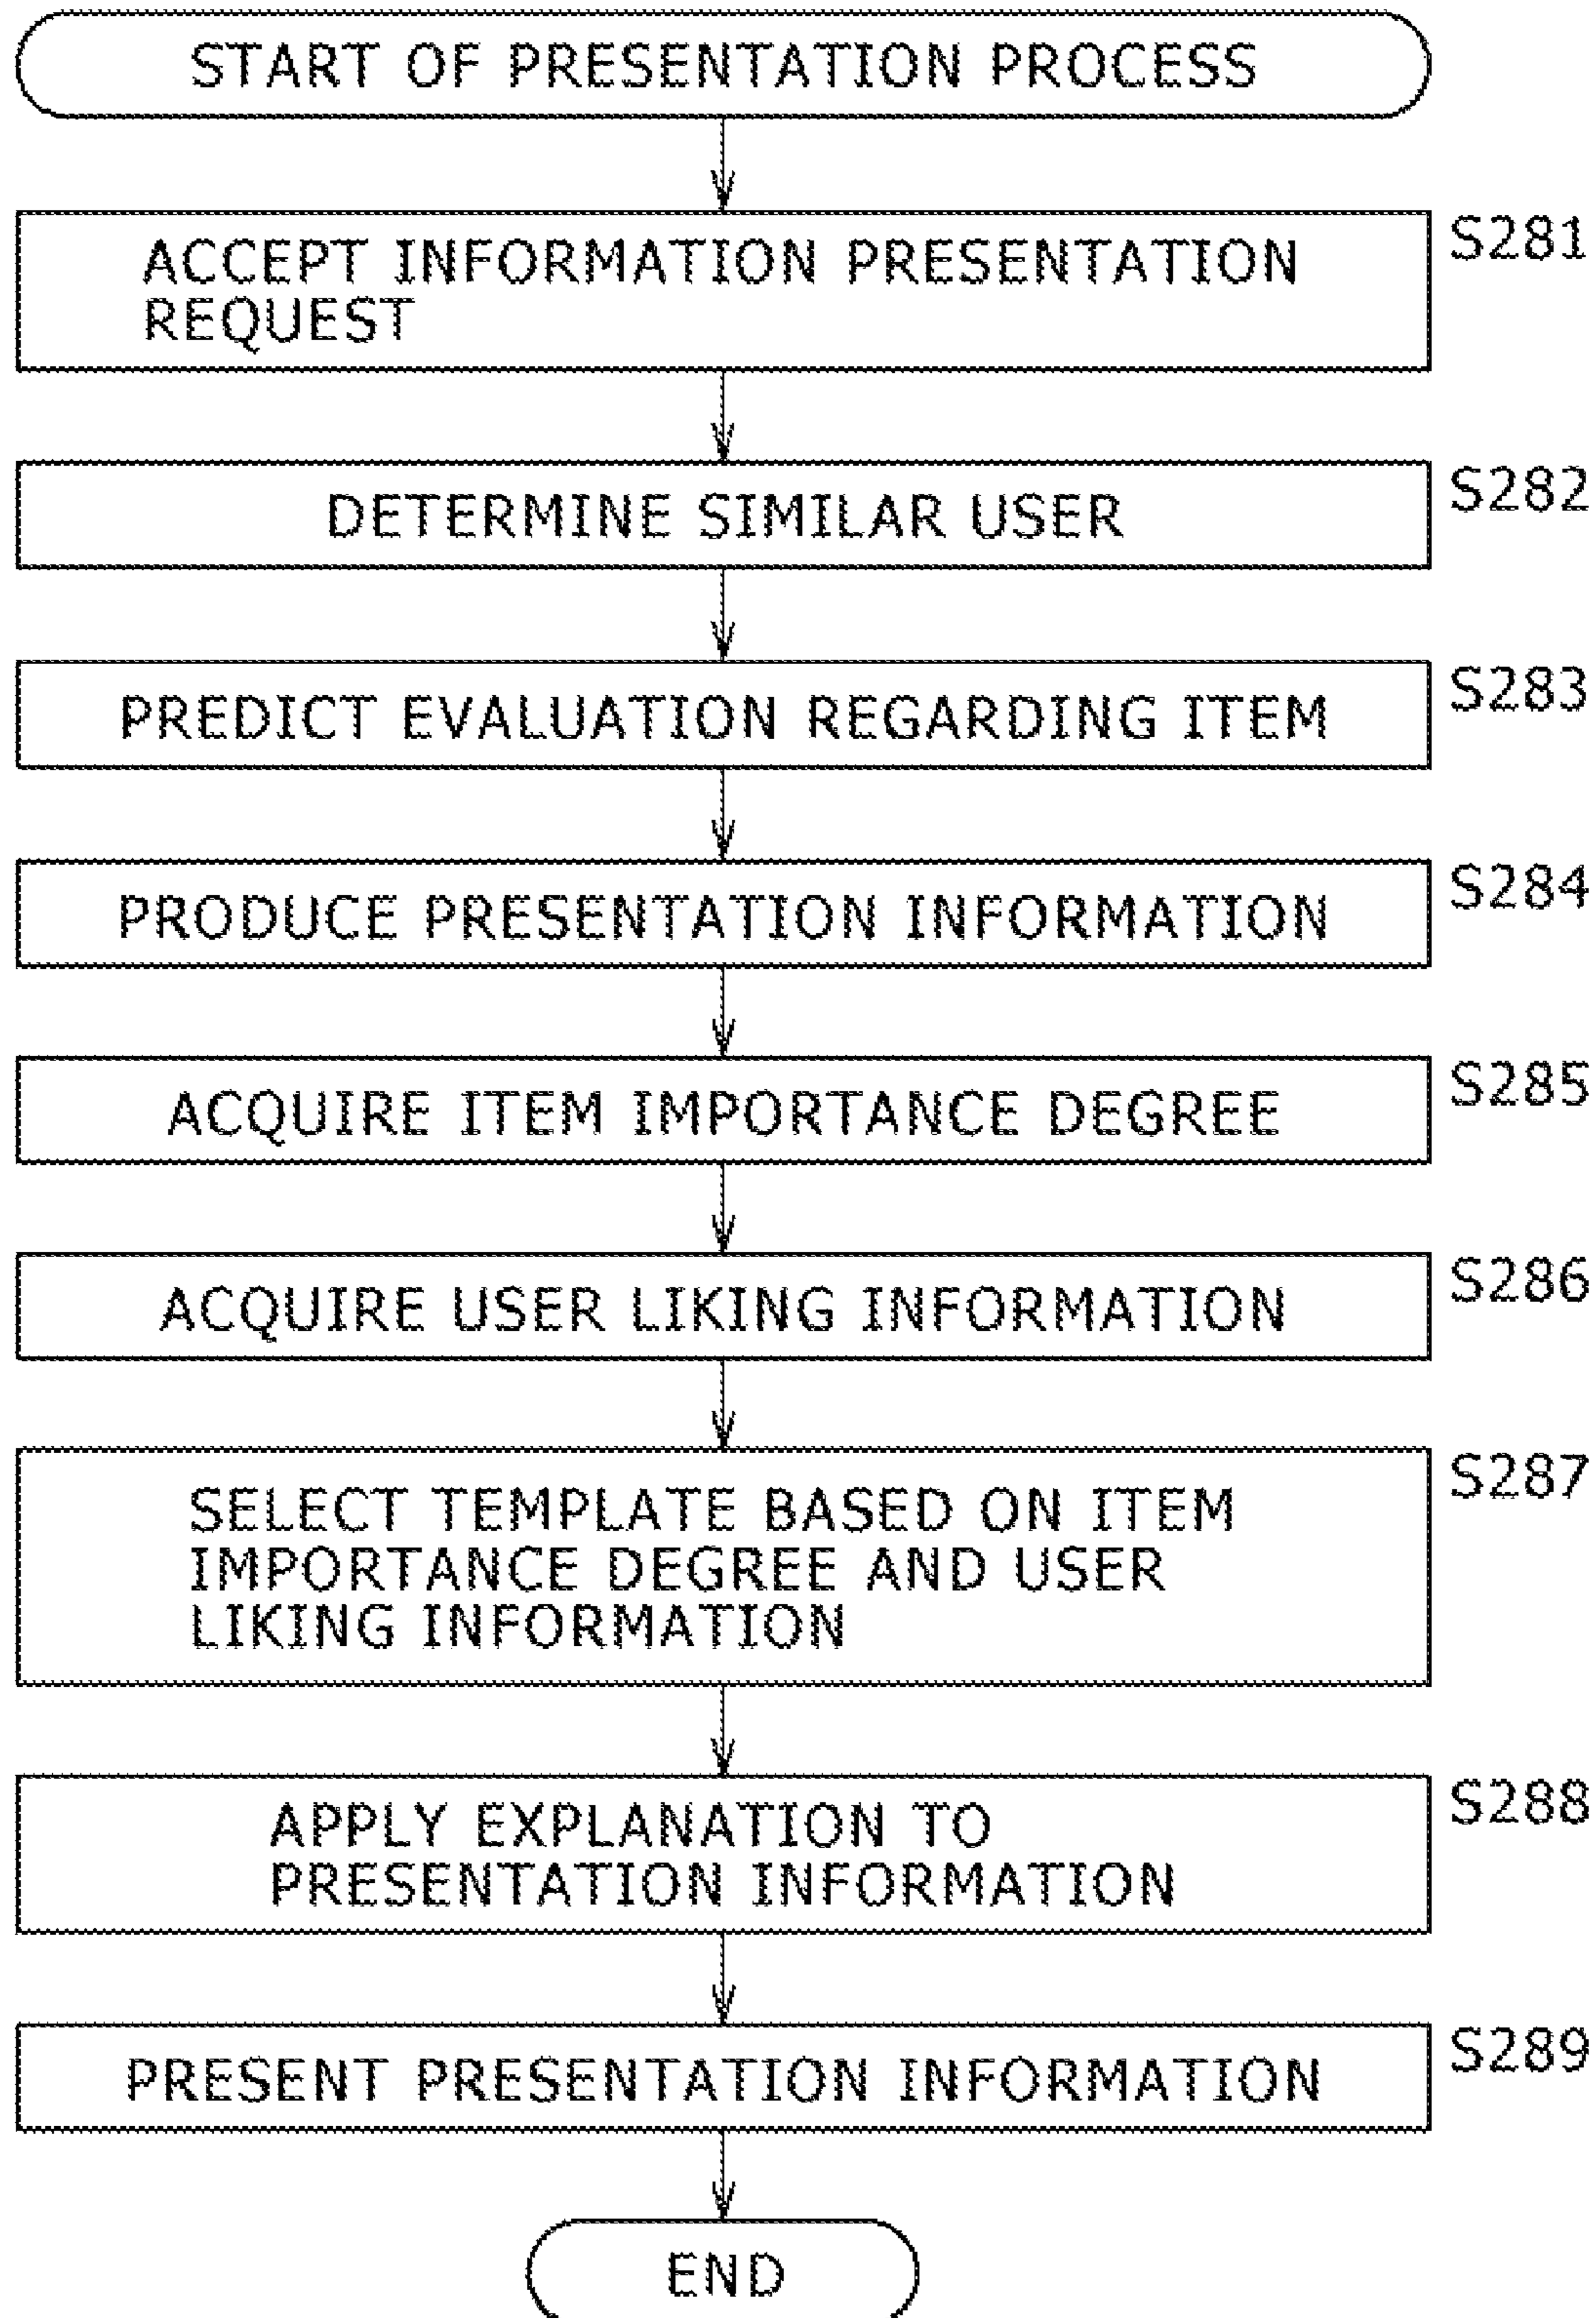 START OF PRESENTATION PROCESS
ACCEPT INFORMATION PRESENTATION
REQUEST
S281
DETERMINE SIMILAR USER
S282
PREDICT EVALUATION REGARDING ITEM
S283
PRODUCE PRESENTATION INFORMATION
S284
ACQUIRE ITEM IMPORTANCE DEGREE
S285
ACQUIRE USER LIKING INFORMATION
S286
SELECT TEMPLATE BASED ON ITEM
IMPORTANCE DEGREE AND USER
LIKING INFORMATION
S287
APPLY EXPLANATION TO
PRESENTATION INFORMATION
S288
PRESENT PRESENTATION INFORMATION
S289
END